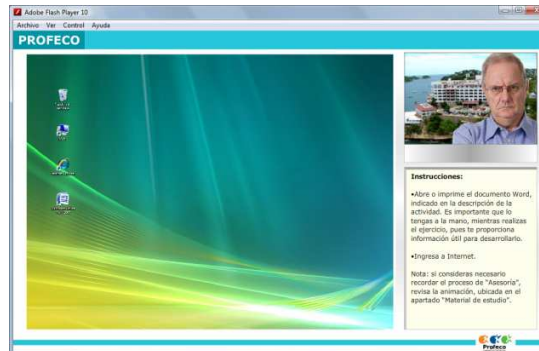 Adobe Flash Player 10
Archivo Ver Control Ayuda
PROFECO
Instrucciones:
•Abre o imprime el documento Word,
indicado en la descripción de la
actividad. Es importante que lo
tengas a la mano, mientras realizas
el ejercicio, pues te proporciona
información útil para desarrollarlo.
•Ingresa a Internet.
Nota: si consideras necesario
recordar el proceso de "Asesoría",
revisa la animación, ubicada en el
apartado "Material de estudio".
Profeco